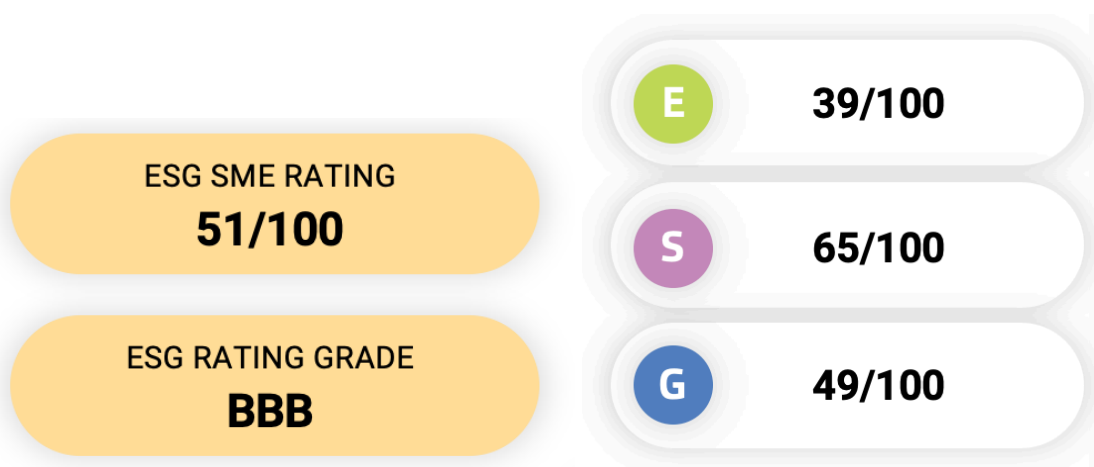 ESG SME RATING
51/100
ESG RATING GRADE
BBB
E 39/100
S 65/100
G 49/100